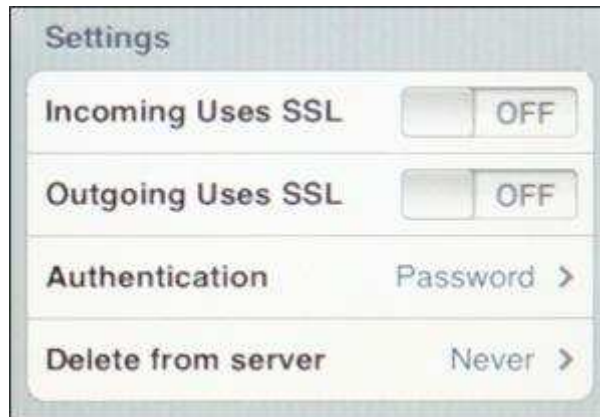 Settings
Incoming Uses SSL OFF
Outgoing Uses SSL OFF
Authentication Password >
Delete from server Never >